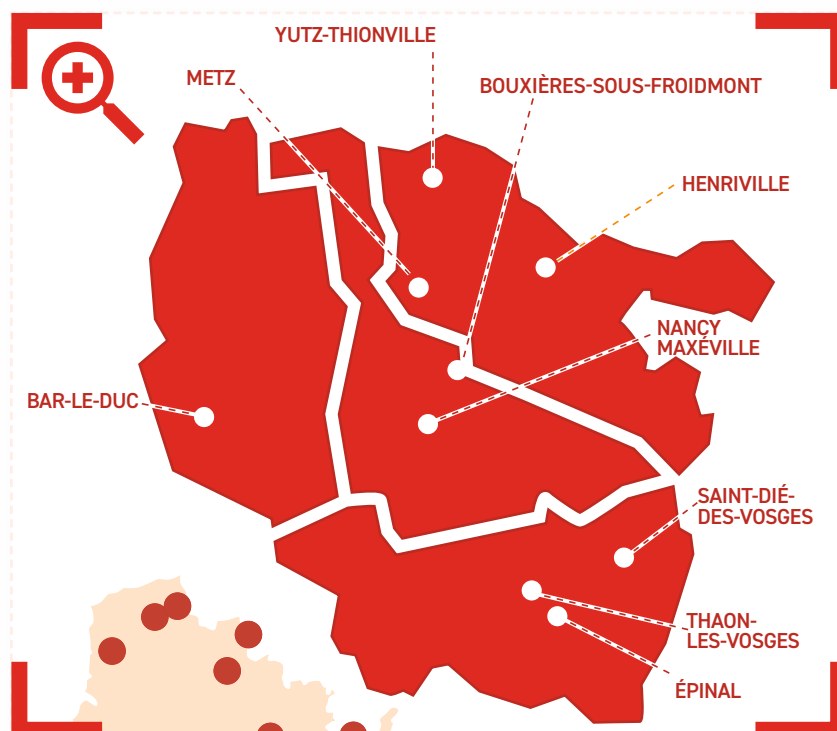 YUTZ-THIONVILLE
METZ
BOUXIÈRES-SOUS-FROIDMONT
HENRIVILLE
NANCY
MAXÉVILLE
BAR-LE-DUC
SAINT-DIÉ-
DES-VOSGES
THAON-
LES-VOSGES
ÉPINAL